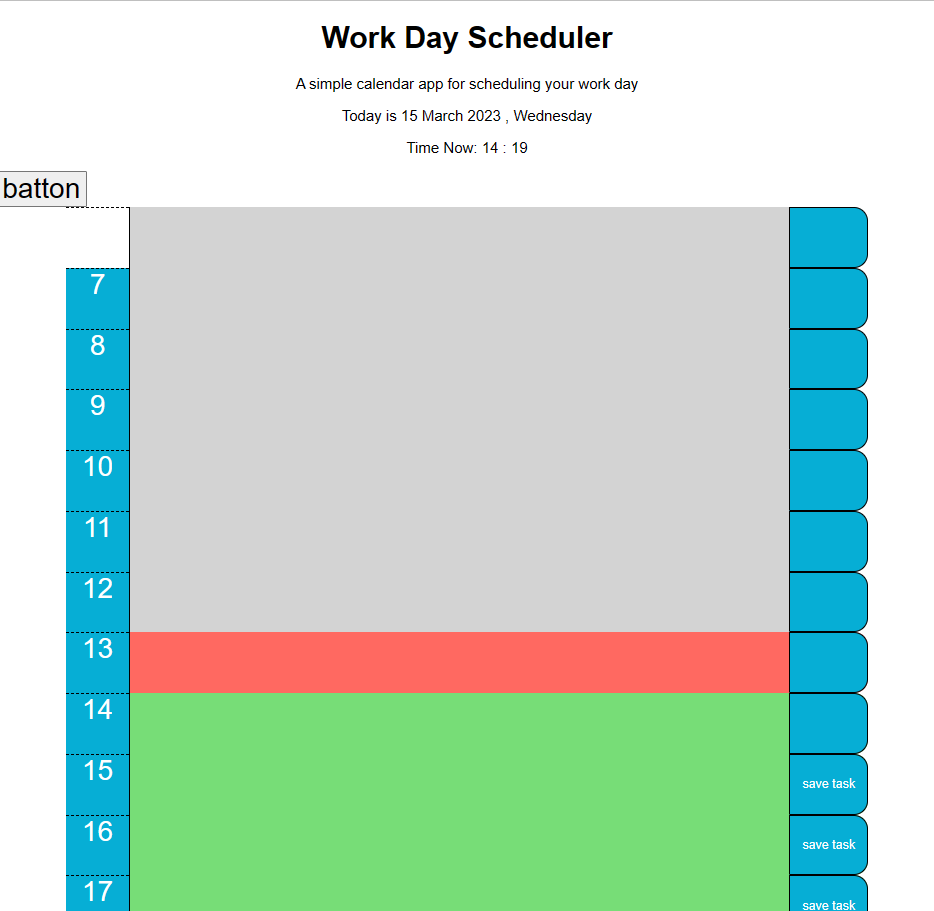 Work Day Scheduler
A simple calendar app for scheduling your work day
Today is 15 March 2023 , Wednesday
Time Now: 14 : 19
batton
7
8
9
10
11
12
13
14
15 save task
16 save task
17 save task